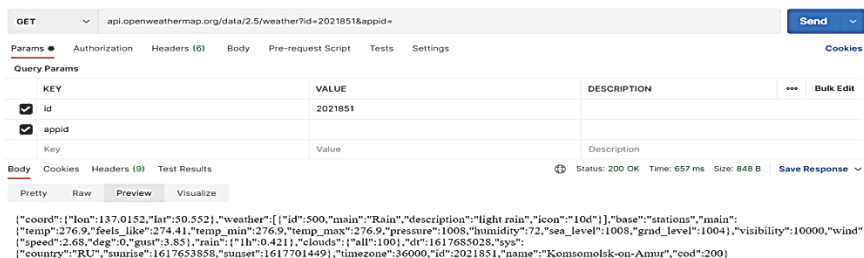 GET api.openweathermap.org/data/2.5/weather?id=2021851&appid= Send
Params Authorization Headers (6) Body Pre-request Script Tests Settings Cookies
Query Params
KEY VALUE DESCRIPTION ooo Bulk Edit
id 2021851
appid
Key Value Description
Body Cookies Headers (9) Test Results Status: 200 OK Time: 657 ms Size: 848 B Save Response
Pretty Raw Preview Visualize
{"coord":{"lon":137.0152,"lat":50.552},"weather":[{"id":500,"main":"Rain","description":"light rain","icon":"10d"}],"base":"stations","main":
{"temp":276.9,"feels_like":274.41,"temp_min":276.9,"temp_max":276.9,"pressure":1008,"humidity":72,"sea_level":1008,"grnd_level":1004},"visibility":10000,"wind"
{"speed":2.68,"deg":0,"gust":3.85},"rain":{"1h":0.421},"clouds":{"all":100},"dt":1617685028,"sys":
{"country":"RU","sunrise":1617653858,"sunset":1617701449},"timezone":36000,"id":2021851,"name":"Komsomolsk-on-Amur","cod":200}